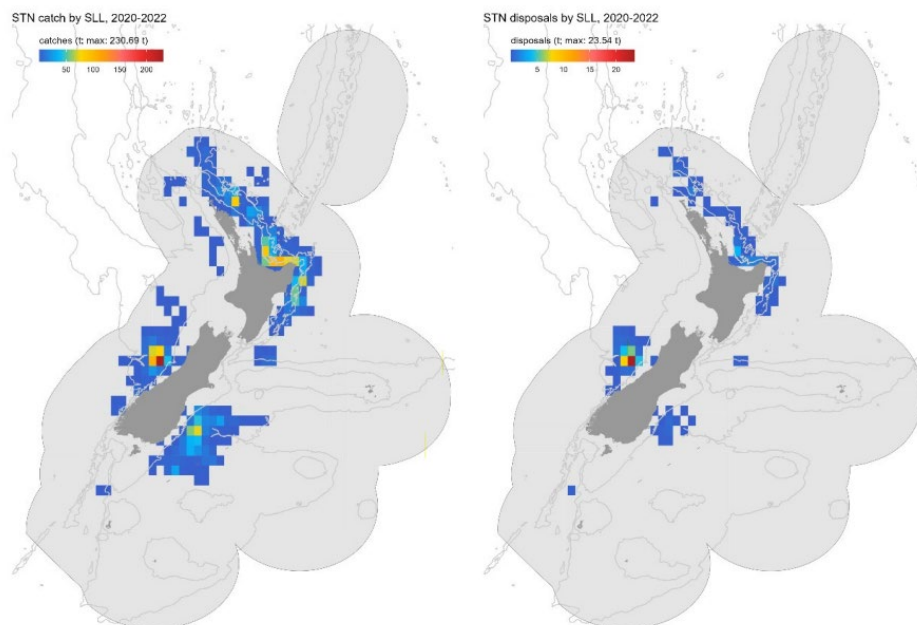 STN catch by SLL, 2020-2022
catches (t; max: 230.69 t)
50 100 150 200
STN disposals by SLL, 2020-2022
disposals (t; max: 23.54 t)
5 10 15 20